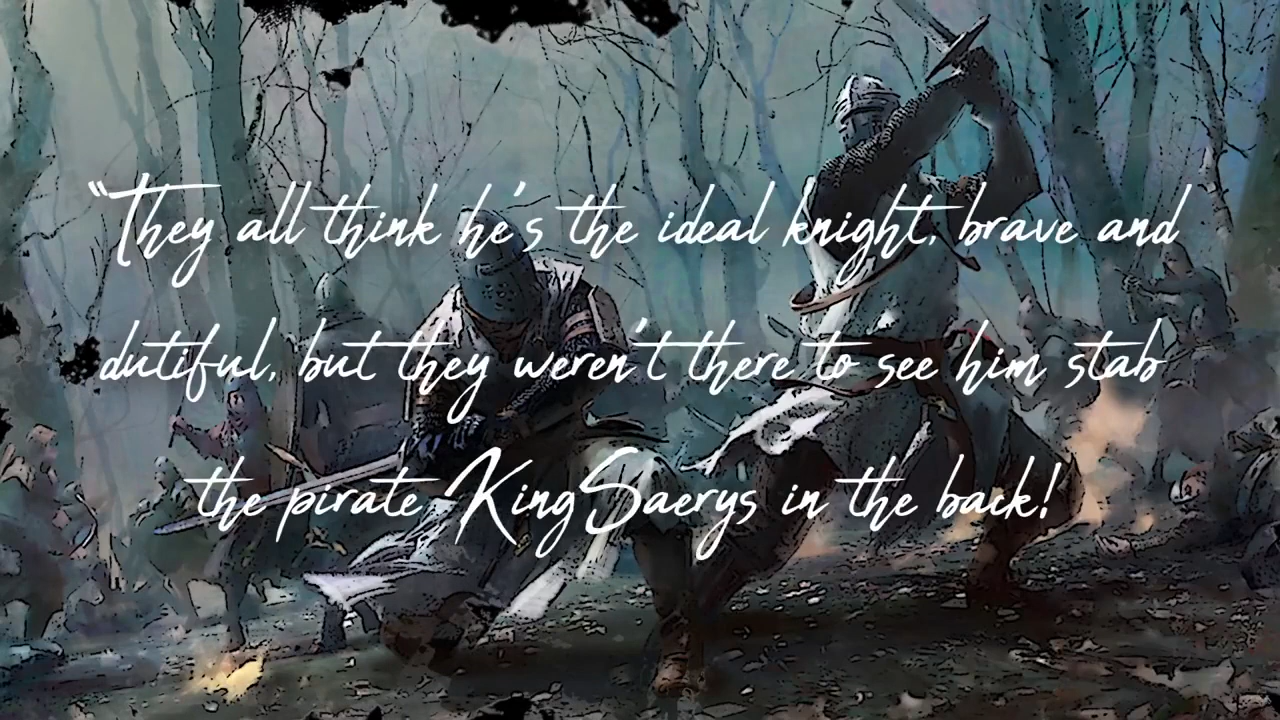 “They all think he's the ideal knight, brave and
dutiful, but they weren't there to see him stab
the pirate King Saerys in the back!